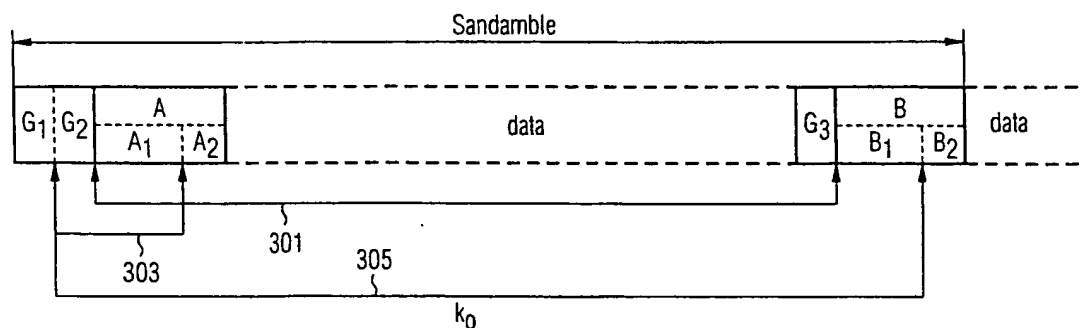 Sandamble
G1 G2 A data G3 B data
A1 A2 B1 B2
301
303
305
k0